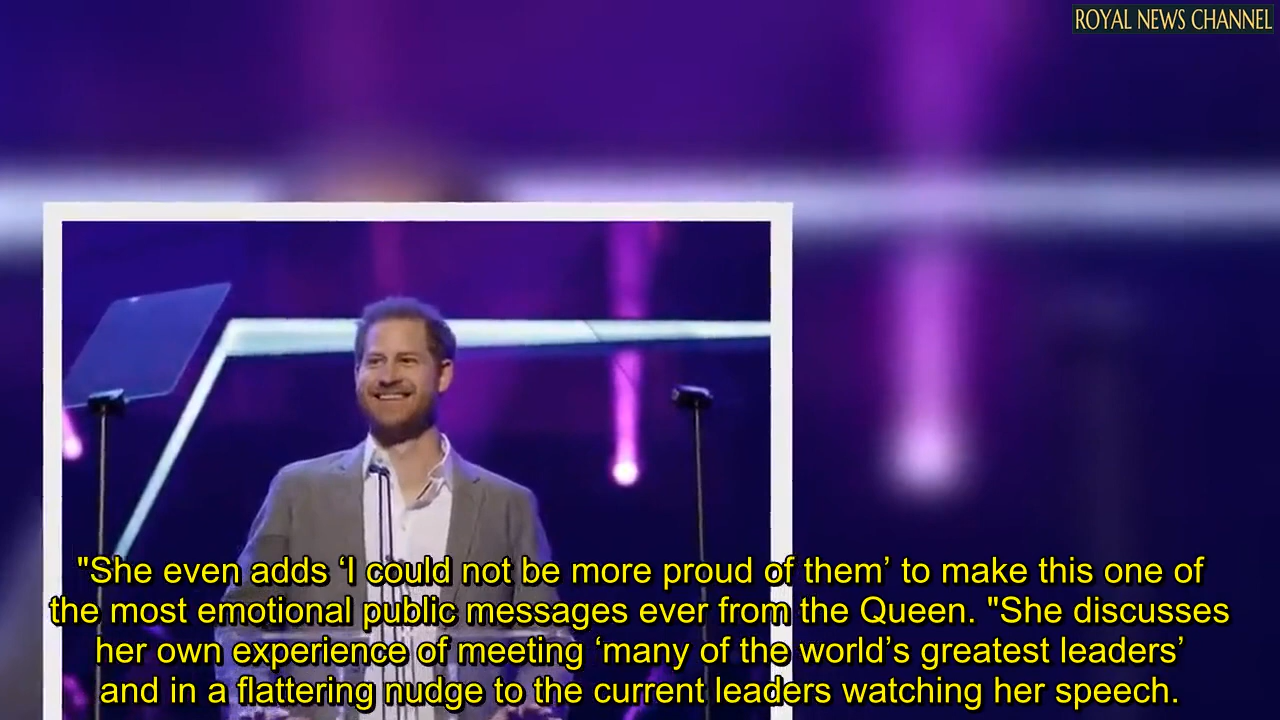 ROYAL NEWS CHANNEL
"She even adds ‘I could not be more proud of them’ to make this one of
the most emotional public messages ever from the Queen. "She discusses
her own experience of meeting ‘many of the world’s greatest leaders’
and in a flattering nudge to the current leaders watching her speech.